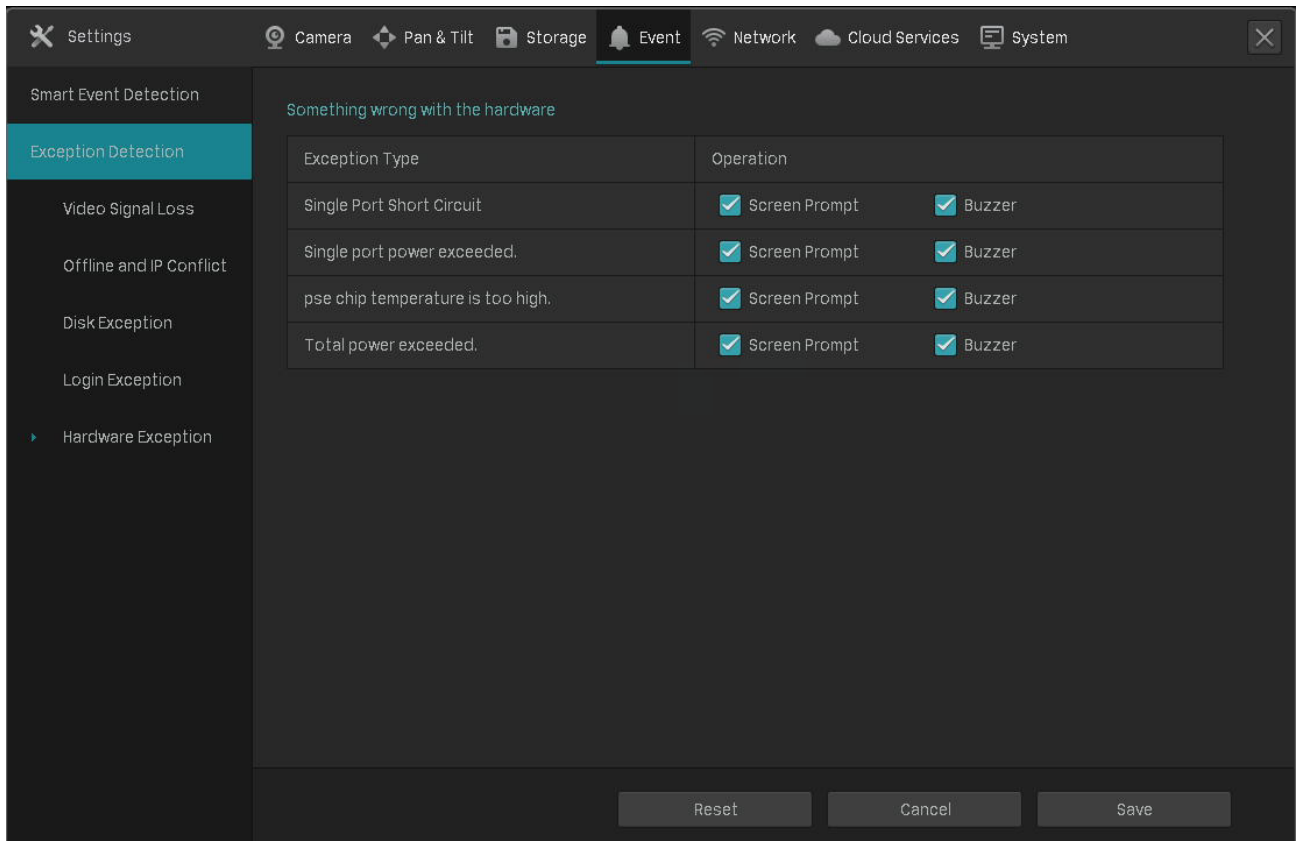 Settings Camera Pan & Tilt Storage Event Network Cloud Services System
Smart Event Detection
Exception Detection
Video Signal Loss
Offline and IP Conflict
Disk Exception
Login Exception
Hardware Exception
Something wrong with the hardware
Exception Type Operation
Single Port Short Circuit Screen Prompt Buzzer
Single port power exceeded. Screen Prompt Buzzer
pse chip temperature is too high. Screen Prompt Buzzer
Total power exceeded. Screen Prompt Buzzer
Reset Cancel Save